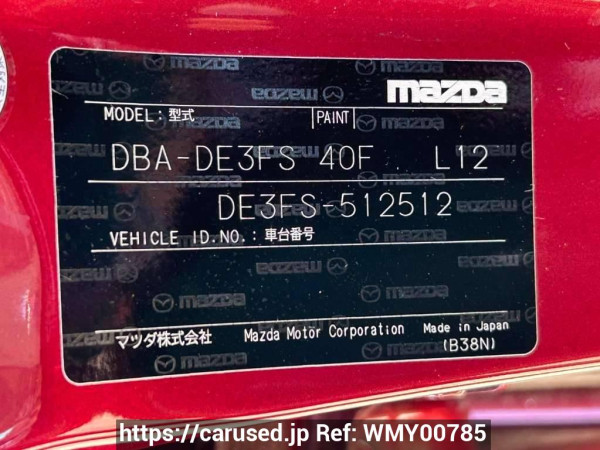 mazda
MODEL: 型式 PAINT
DBA-DE3FS 40F L12
DE3FS-512512
VEHICLE ID.NO.: 車台番号
マツダ株式会社 Mazda Motor Corporation Made in Japan
(B38N)
https://carused.jp Ref: WMY00785